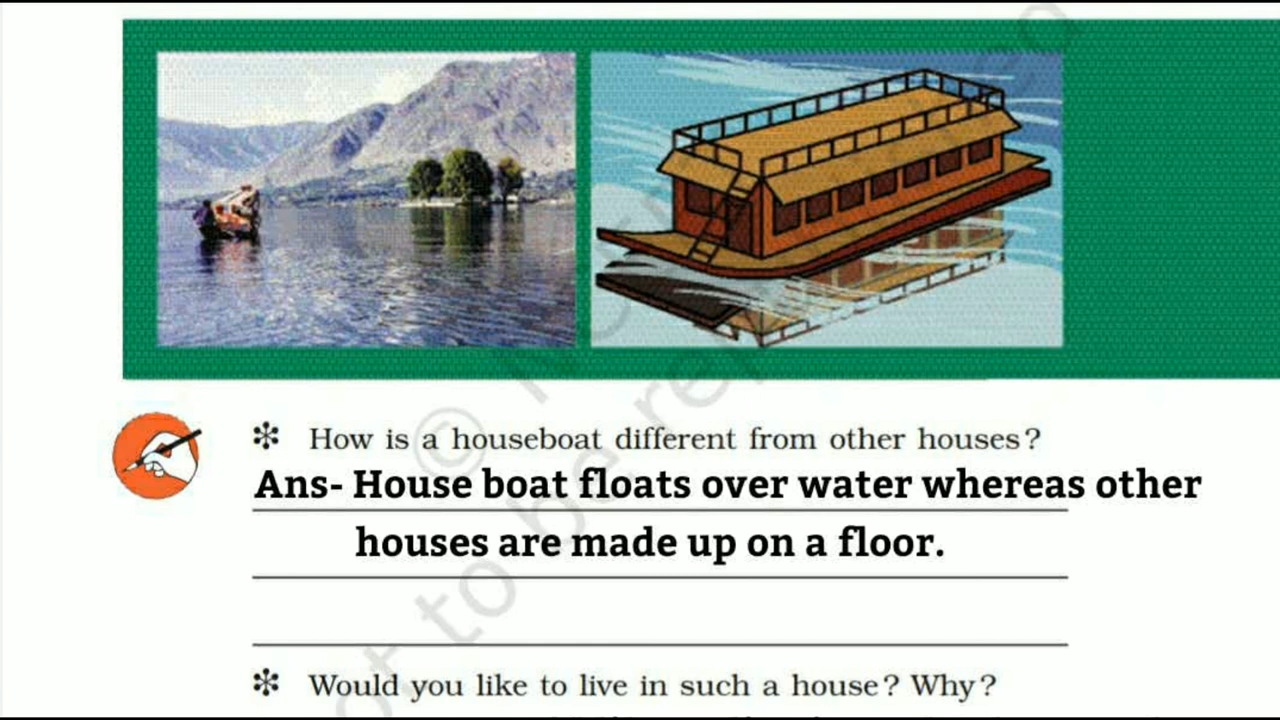 How is a houseboat different from other houses?
Ans- House boat floats over water whereas other
houses are made up on a floor.
Would you like to live in such a house? Why?